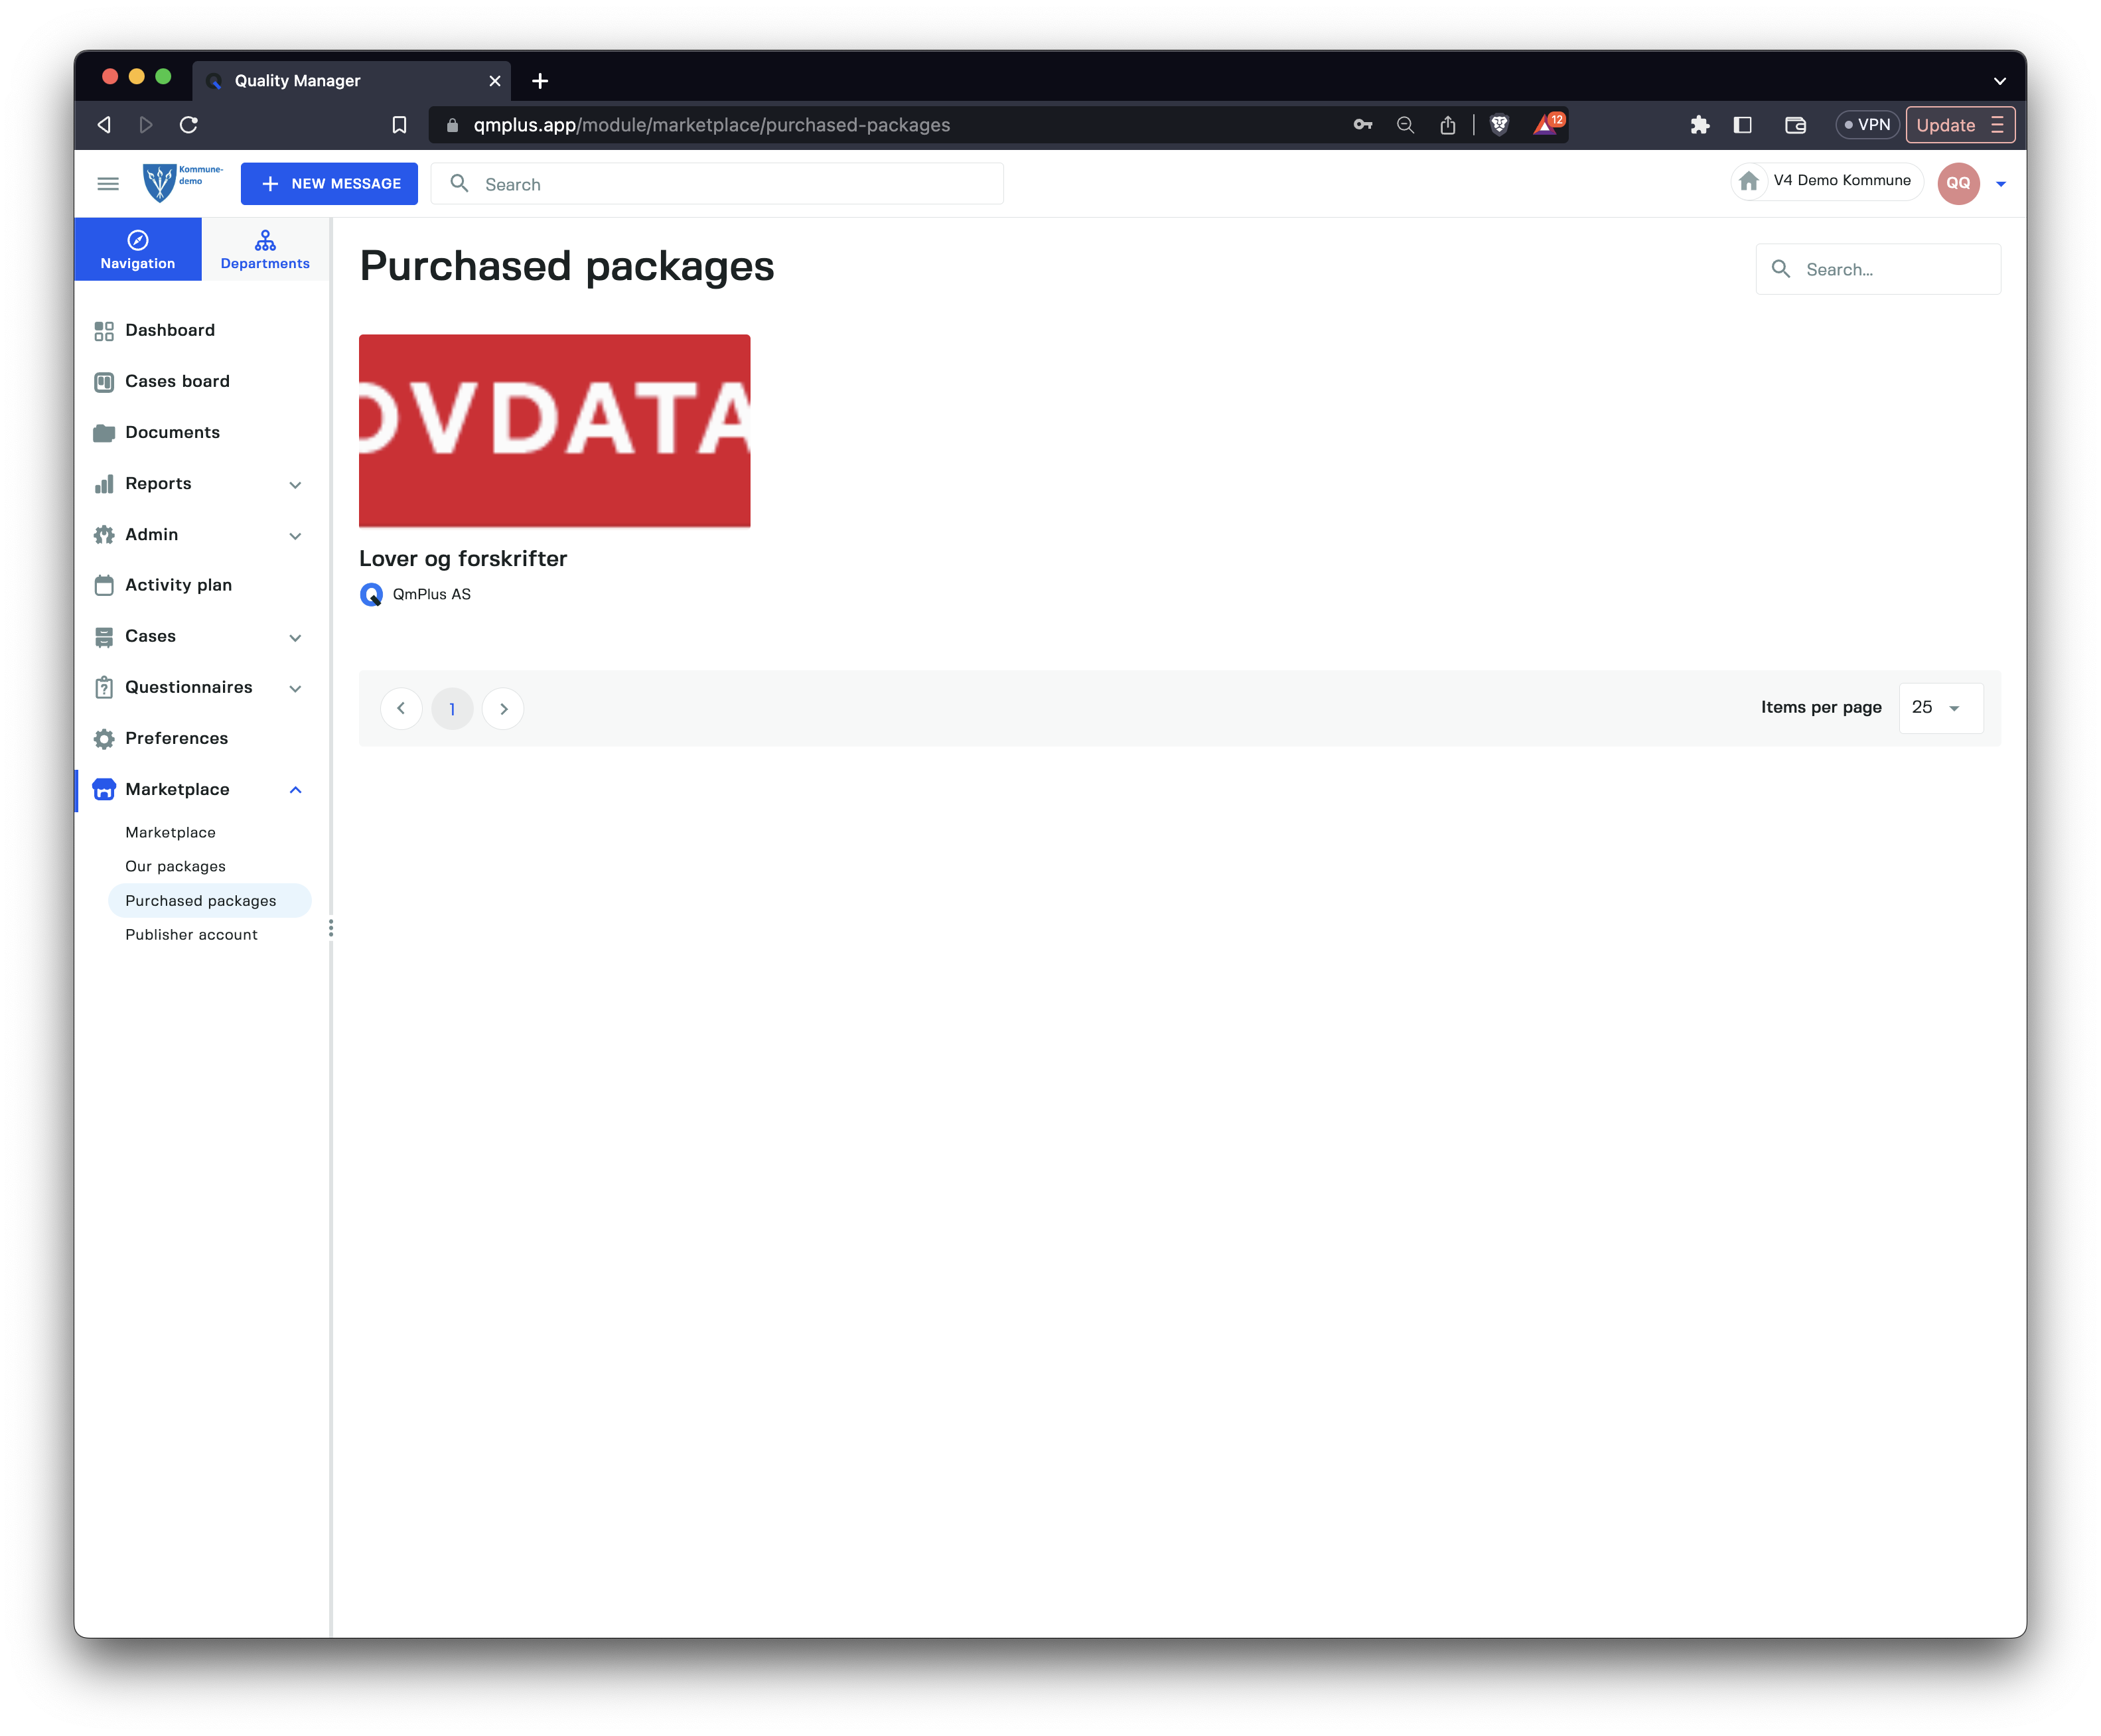 Quality Manager
qmplus.app/module/marketplace/purchased-packages
12
VPN
Update
Kommune-
demo
NEW MESSAGE
Search
V4 Demo Kommune
QQ
Navigation
Departments
Purchased packages
Search...
Dashboard
Cases board
Documents
Reports
Admin
Activity plan
Cases
Questionnaires
Preferences
Marketplace
Marketplace
Our packages
Purchased packages
Publisher account
OVDATA
Lover og forskrifter
QmPlus AS
1
Items per page
25